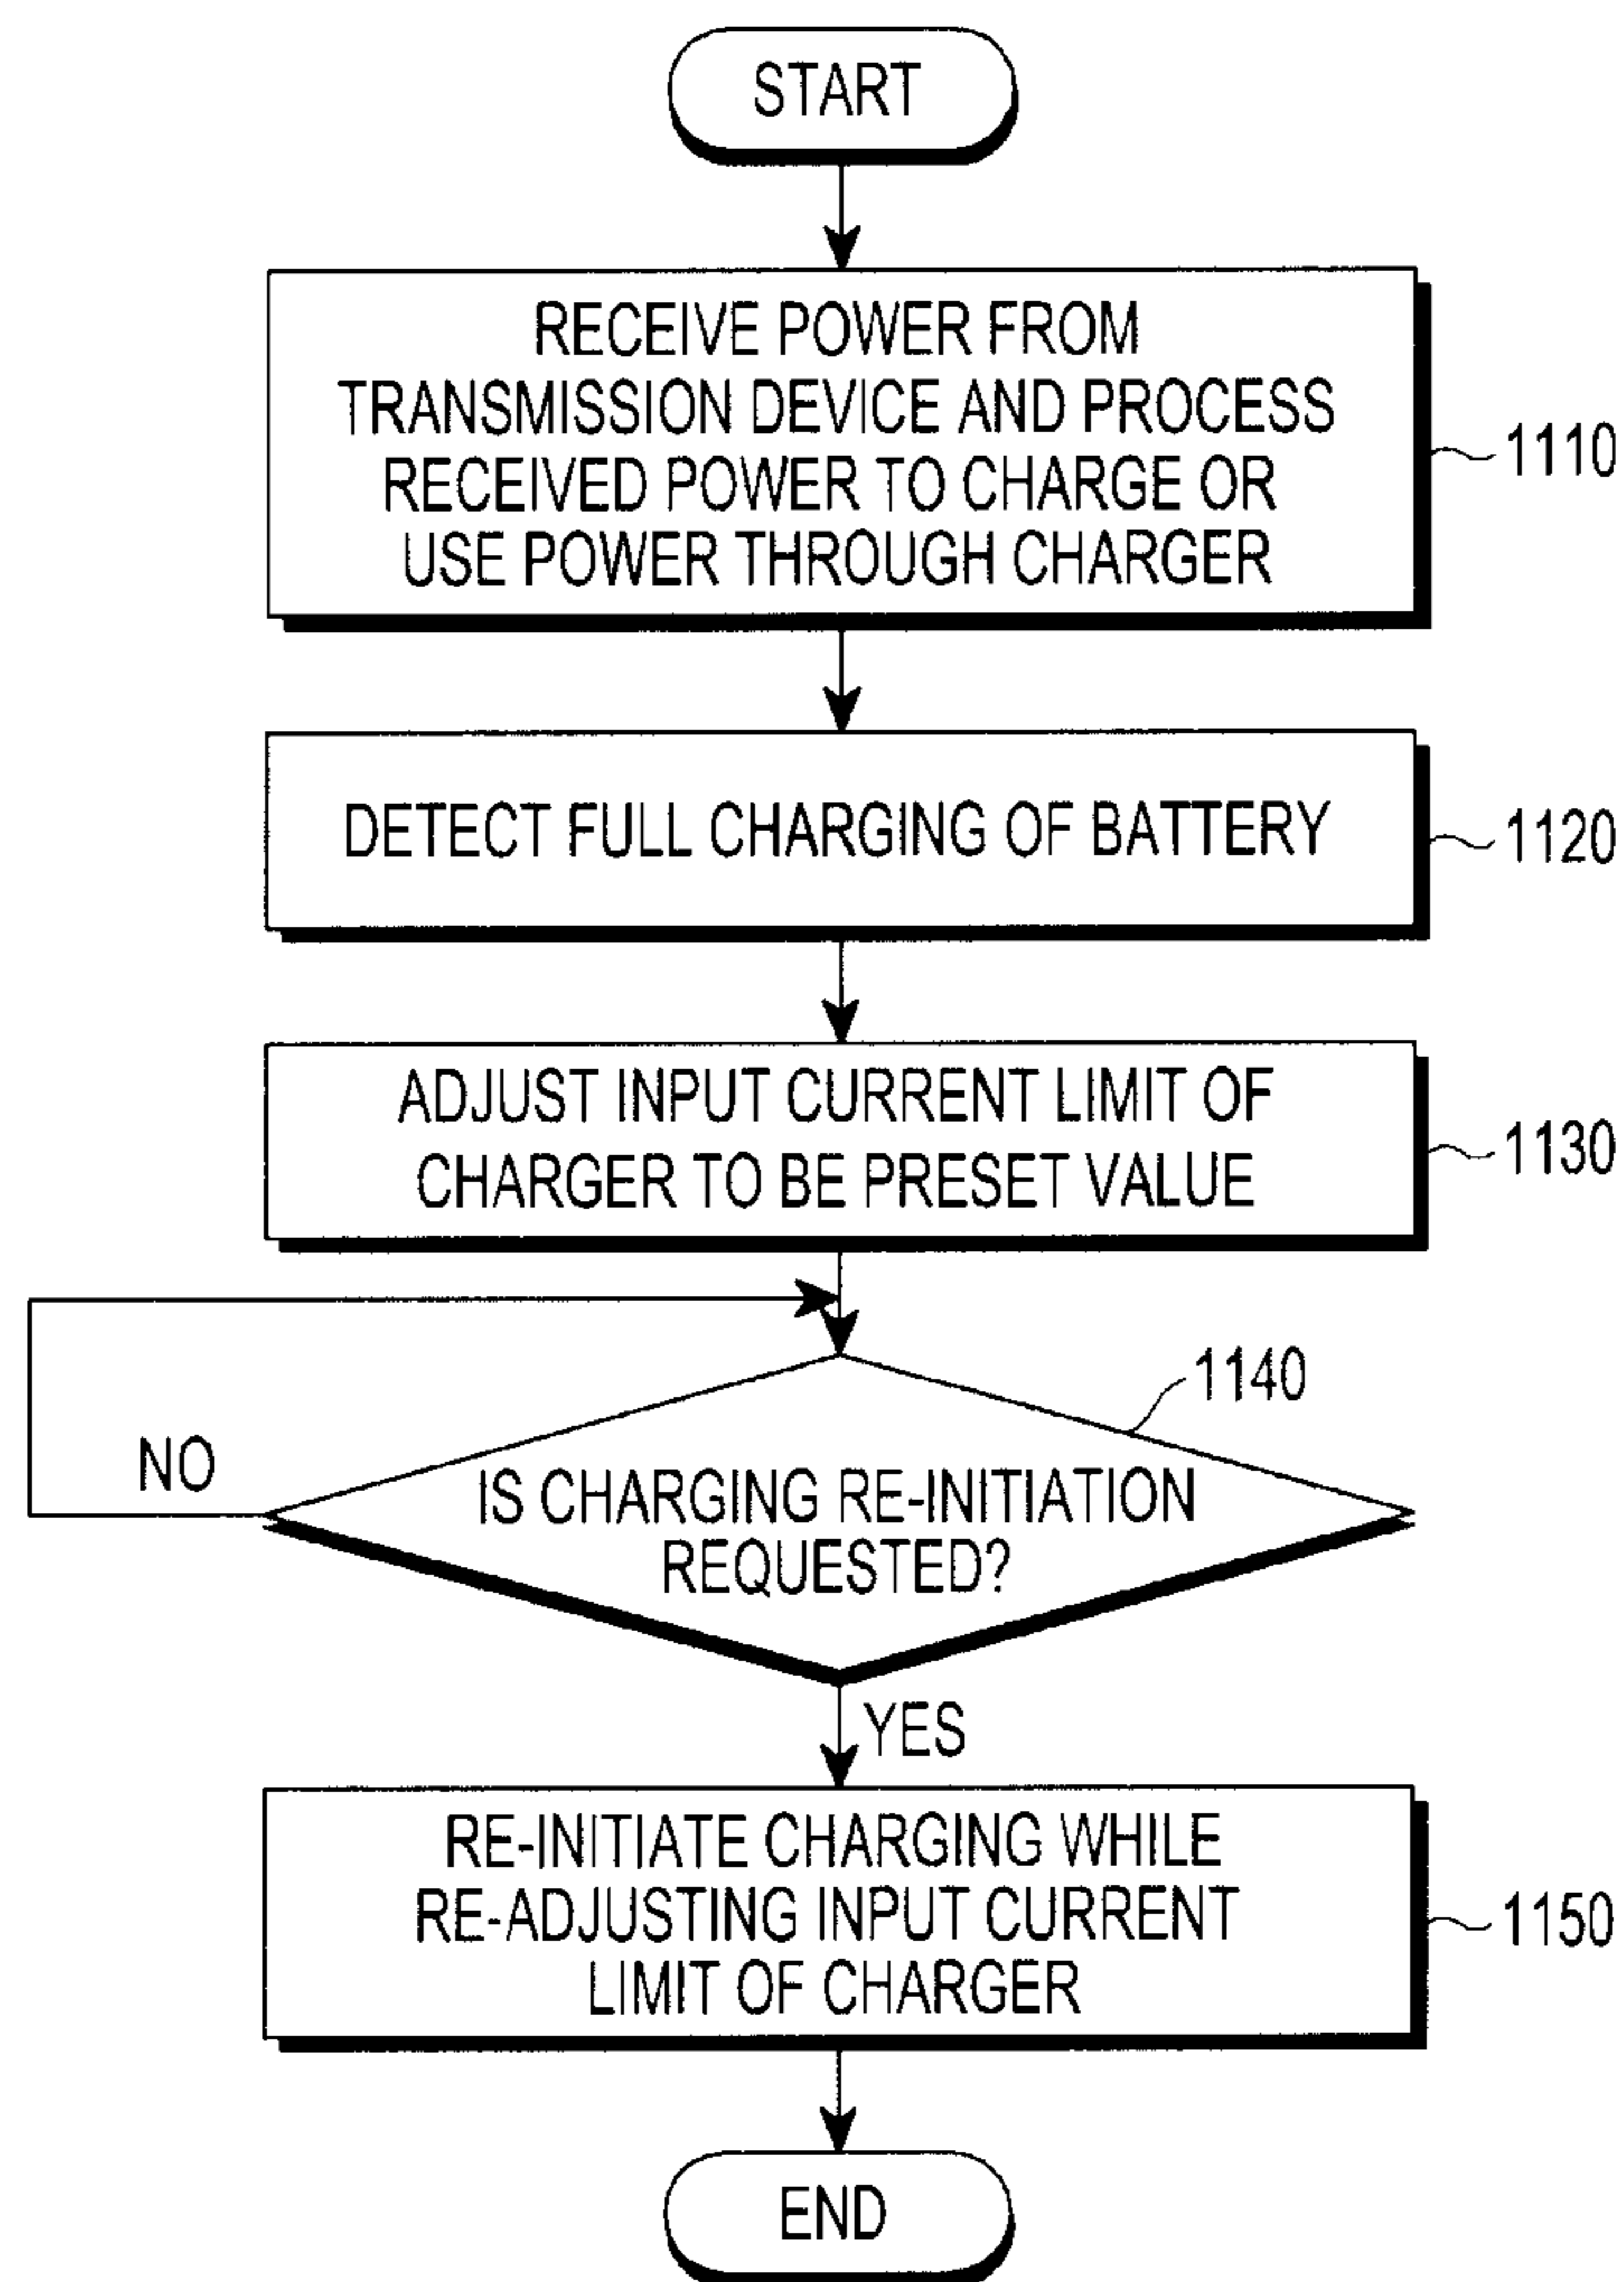 START
RECEIVE POWER FROM
TRANSMISSION DEVICE AND PROCESS
RECEIVED POWER TO CHARGE OR
USE POWER THROUGH CHARGER
1110
DETECT FULL CHARGING OF BATTERY
1120
ADJUST INPUT CURRENT LIMIT OF
CHARGER TO BE PRESET VALUE
1130
1140
NO
IS CHARGING RE-INITIATION
REQUESTED?
YES
RE-INITIATE CHARGING WHILE
RE-ADJUSTING INPUT CURRENT
LIMIT OF CHARGER
1150
END